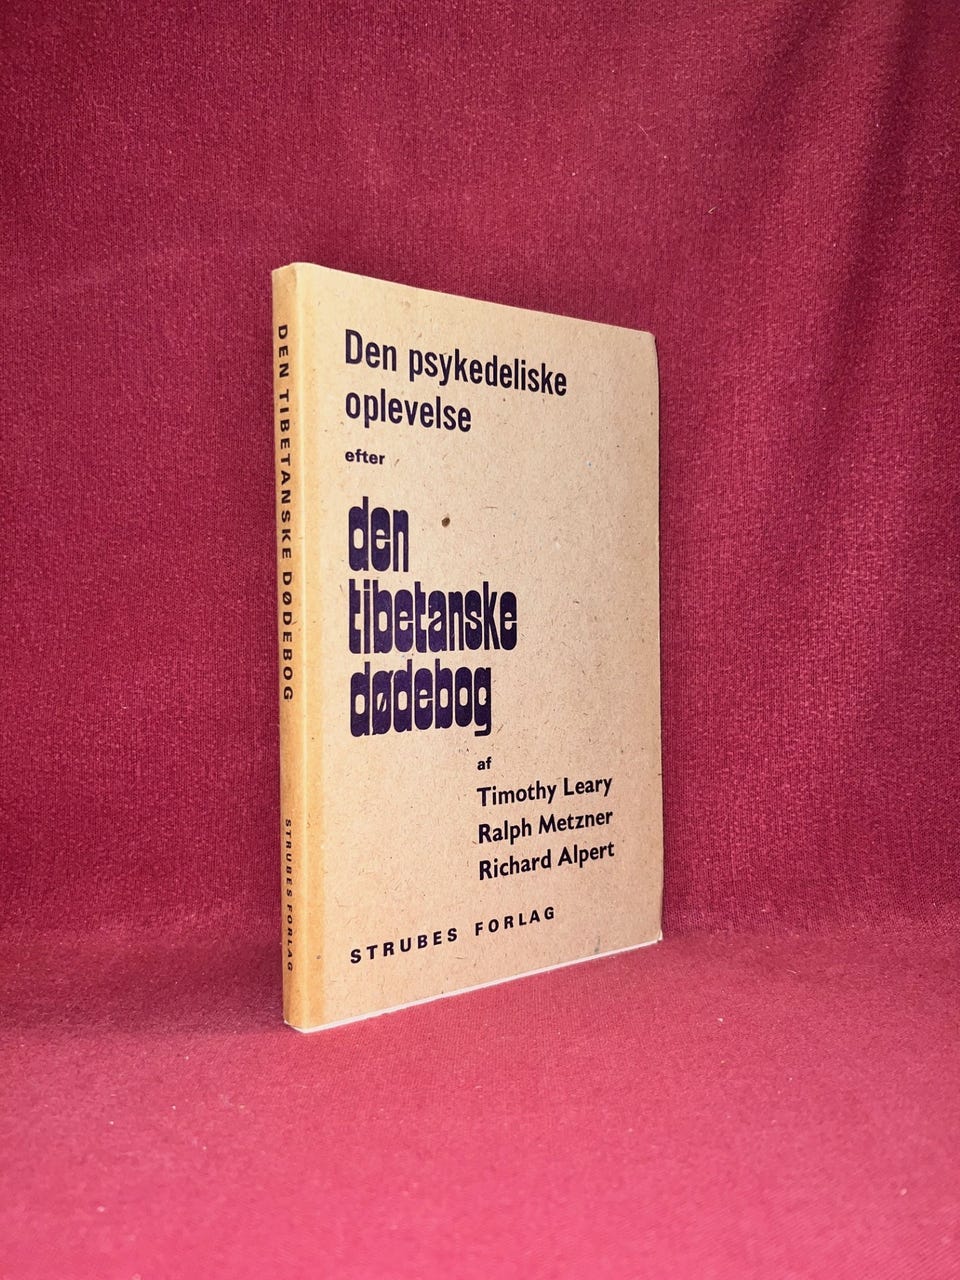 DEN TIBETANSKE DØDEBOG
STRUBES FORLAG
Den psykedeliske
oplevelse
efter
den
tibetanske
dødebog
af
Timothy Leary
Ralph Metzner
Richard Alpert
STRUBES FORLAG